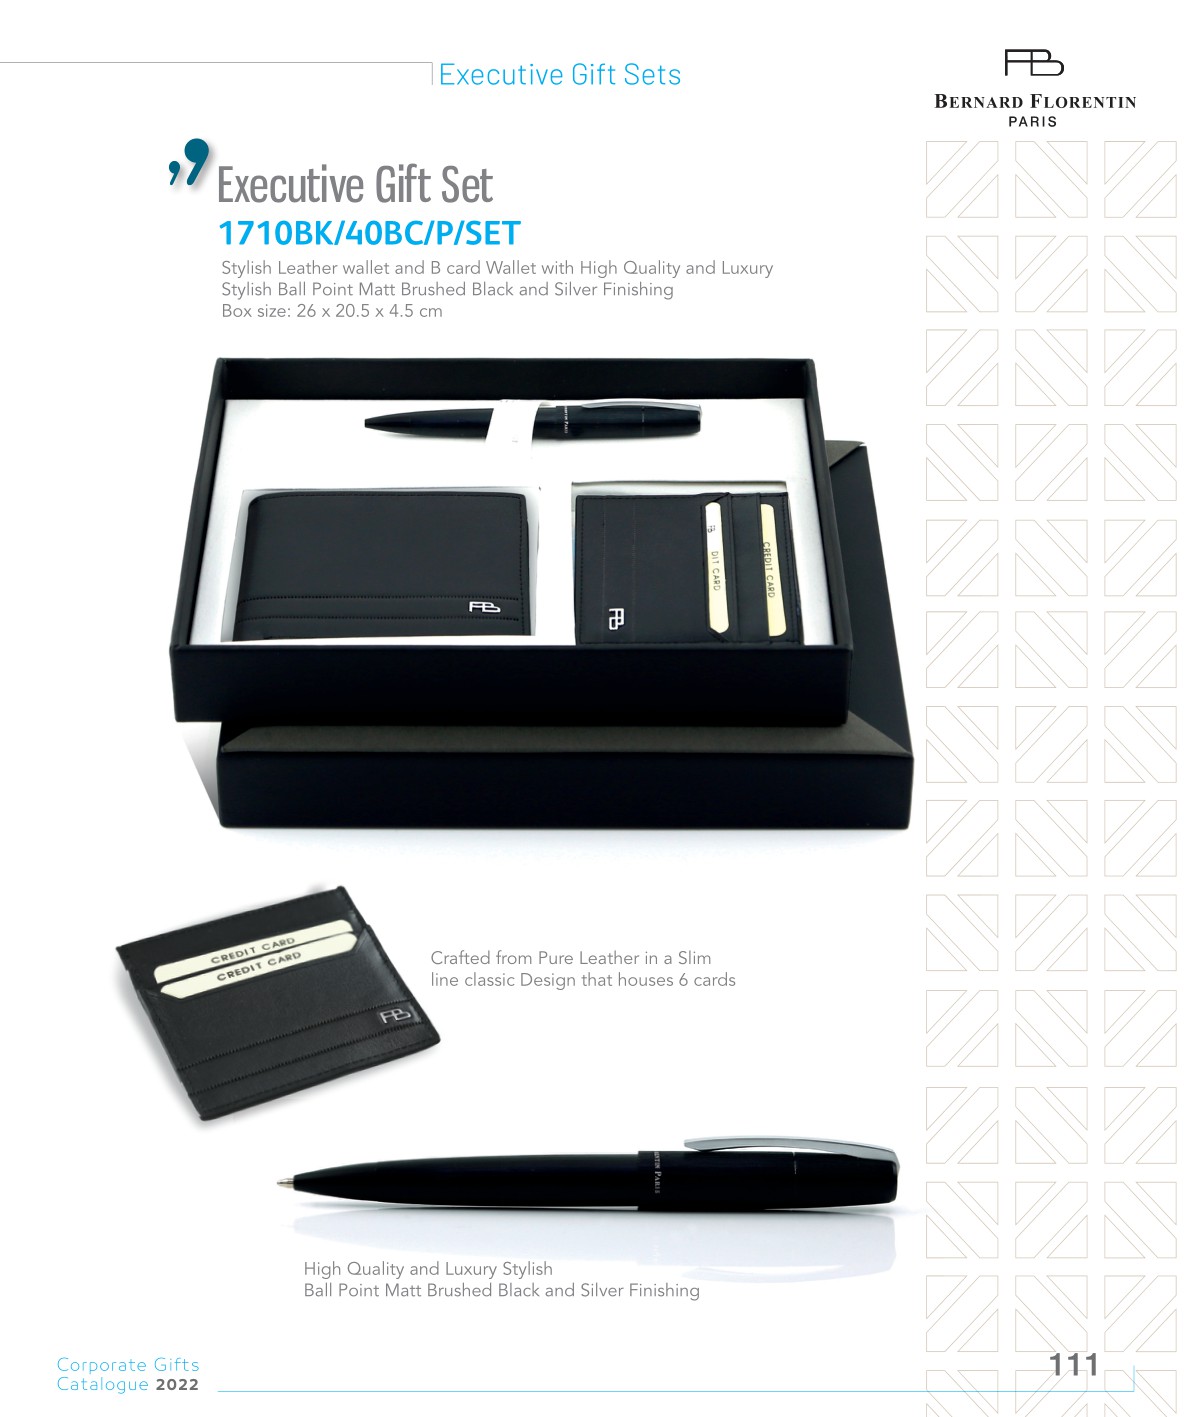 Executive Gift Sets
FB
BERNARD FLORENTIN
PARIS
Executive Gift Set
1710BK/40BC/P/SET
Stylish Leather wallet and B card Wallet with High Quality and Luxury
Stylish Ball Point Matt Brushed Black and Silver Finishing
Box size: 26 x 20.5 x 4.5 cm
PARIS
FB
FB
FB
DIT CARD
CREDIT CARD
CREDIT CARD
CREDIT CARD
FB
Crafted from Pure Leather in a Slim
line classic Design that houses 6 cards
PARIS
High Quality and Luxury Stylish
Ball Point Matt Brushed Black and Silver Finishing
Corporate Gifts
Catalogue 2022
111